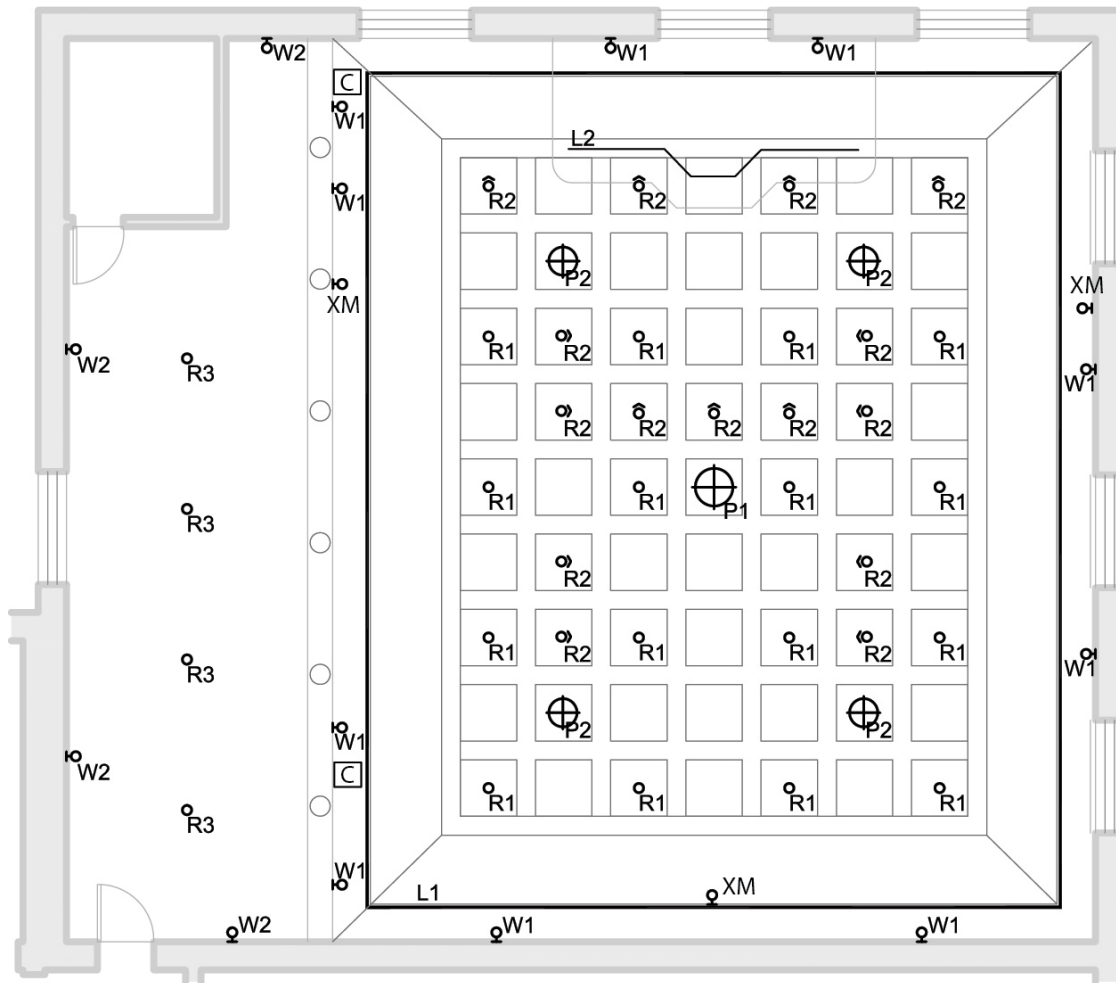 W2 W1 W1
C
W1
L2
W1 R2 R2 R2 R2
P2 P2
XM XM
R1 R2 R1 R1 R2 R1
W2 R3 W1
R2 R2 R2 R2 R2
R1 R1 P1 R1 R1
R3
R2 R2
R1 R2 R1 R1 R2 R1
R3 W1
P2 P2
W1
W2 C
R1 R1 R1 R1
R3
W1
L1 XM
W2 W1 W1